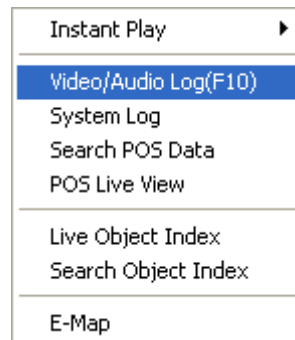 Instant Play
Video/Audio Log(F10)
System Log
Search POS Data
POS Live View
Live Object Index
Search Object Index
E-Map